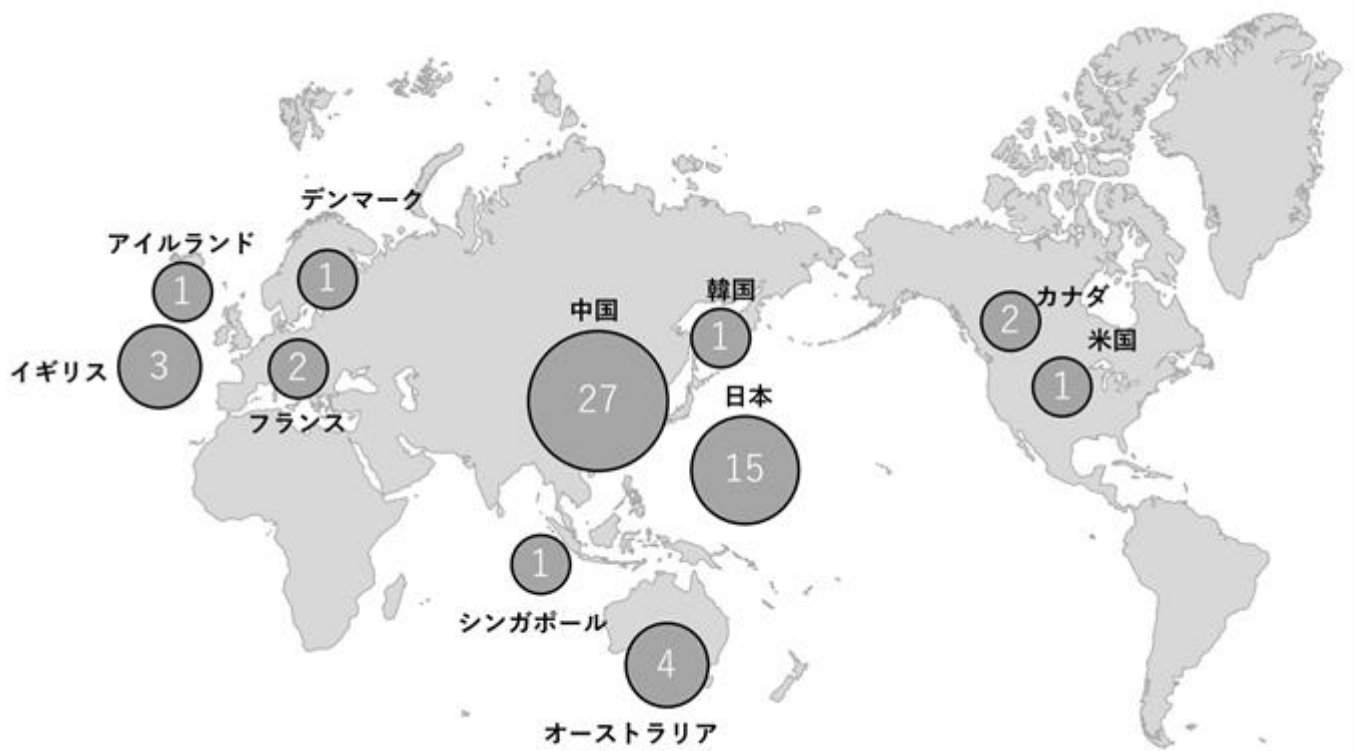 デンマーク
1
アイルランド
1
イギリス
3
フランス
2
中国
27
韓国
1
日本
15
シンガポール
1
オーストラリア
4
カナダ
2
米国
1